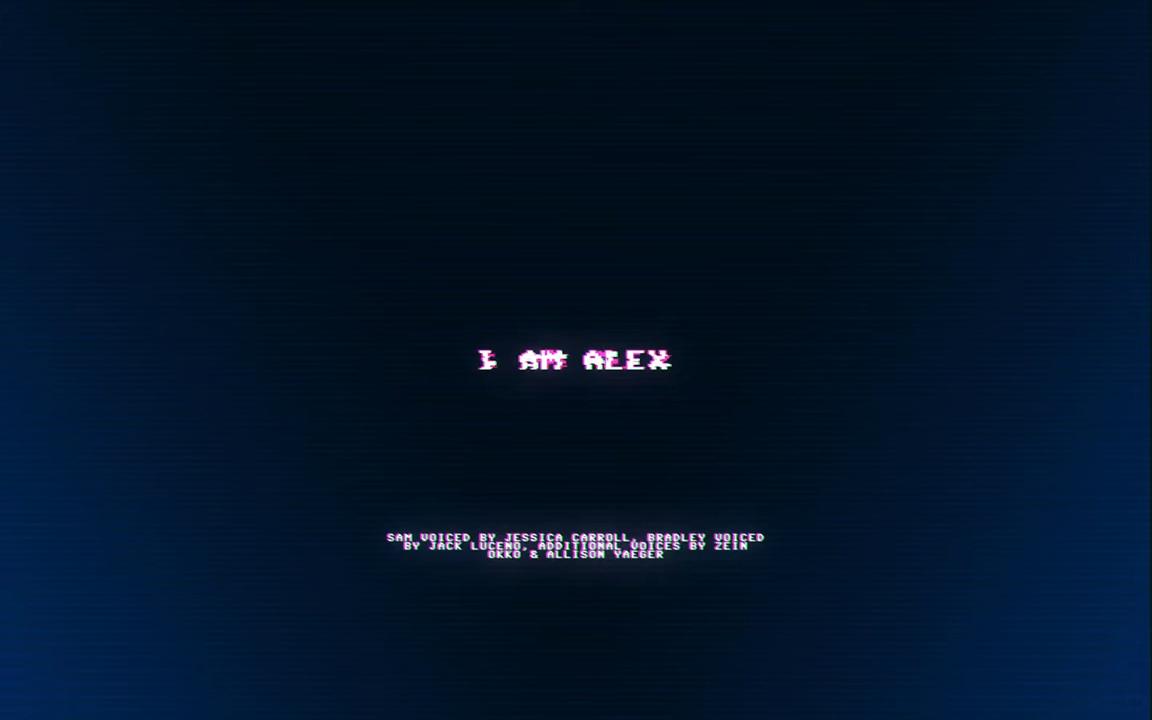 I AM ALEX
SAM VOICED BY JESSICA CARROLL, BRADLEY VOICED
BY JACK LUCENO, ADDITIONAL VOICES BY ZEIN
OKKO & ALLISON YAEGER